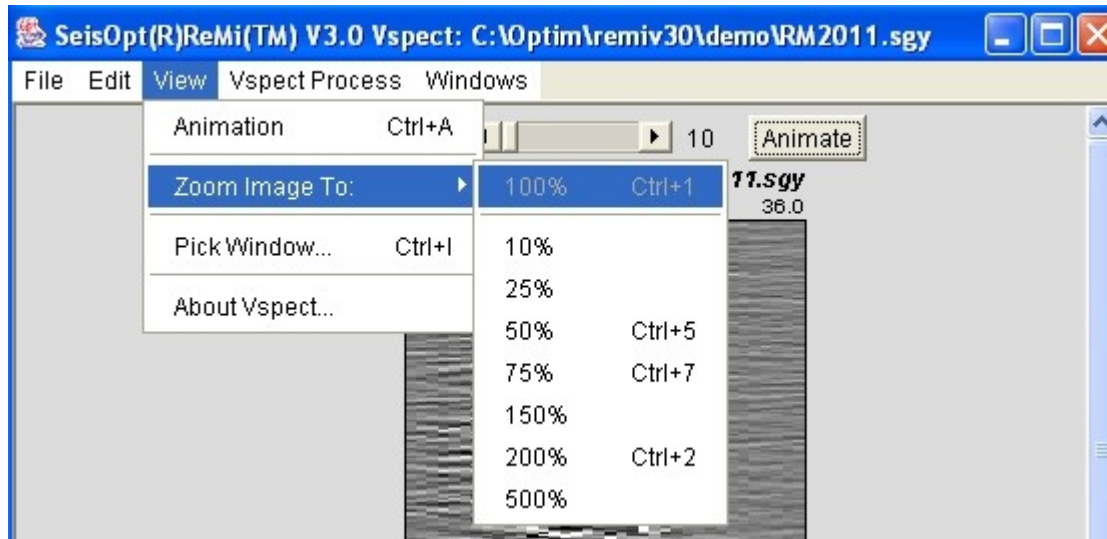 SeisOpt(R)ReMi(TM) V3.0 Vspect: C:\Optim\remiv30\demo\RM2011.sgy
File Edit View Vspect Process Windows
Animation Ctrl+A
10 Animate
Zoom Image To:
100% Ctrl+1
11.sgy
36.0
Pick Window... Ctrl+I
10%
25%
About Vspect...
50% Ctrl+5
75% Ctrl+7
150%
200% Ctrl+2
500%